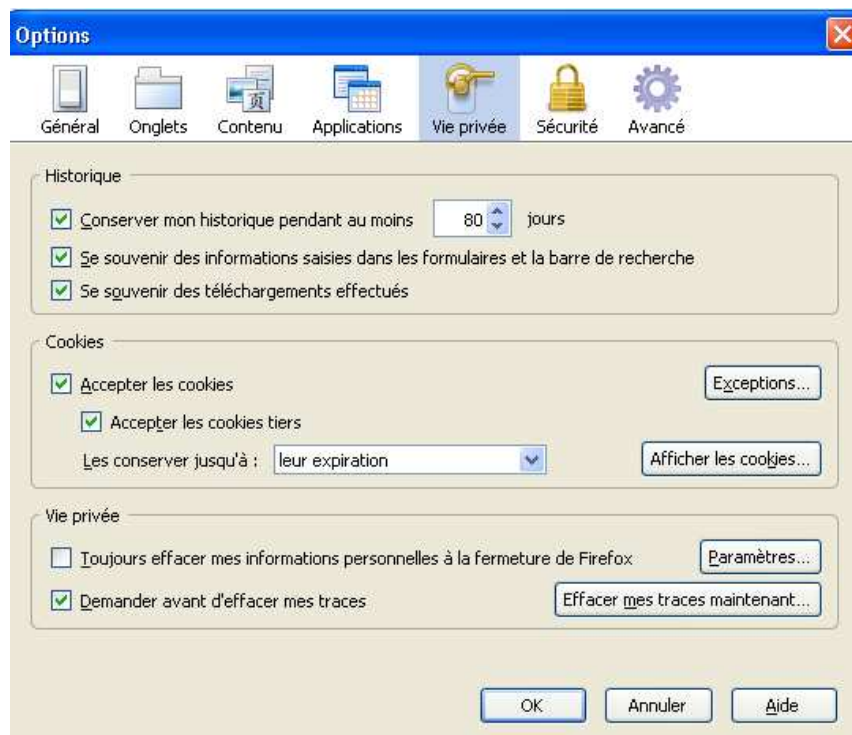 Options
Général Onglets Contenu Applications Vie privée Sécurité Avancé
页
Historique
Conserver mon historique pendant au moins 80 jours
Se souvenir des informations saisies dans les formulaires et la barre de recherche
Se souvenir des téléchargements effectués
Cookies
Accepter les cookies Exceptions...
Accepter les cookies tiers
Les conserver jusqu'à : leur expiration Afficher les cookies...
Vie privée
Toujours effacer mes informations personnelles à la fermeture de Firefox Paramètres...
Demander avant d'effacer mes traces Effacer mes traces maintenant...
OK Annuler Aide